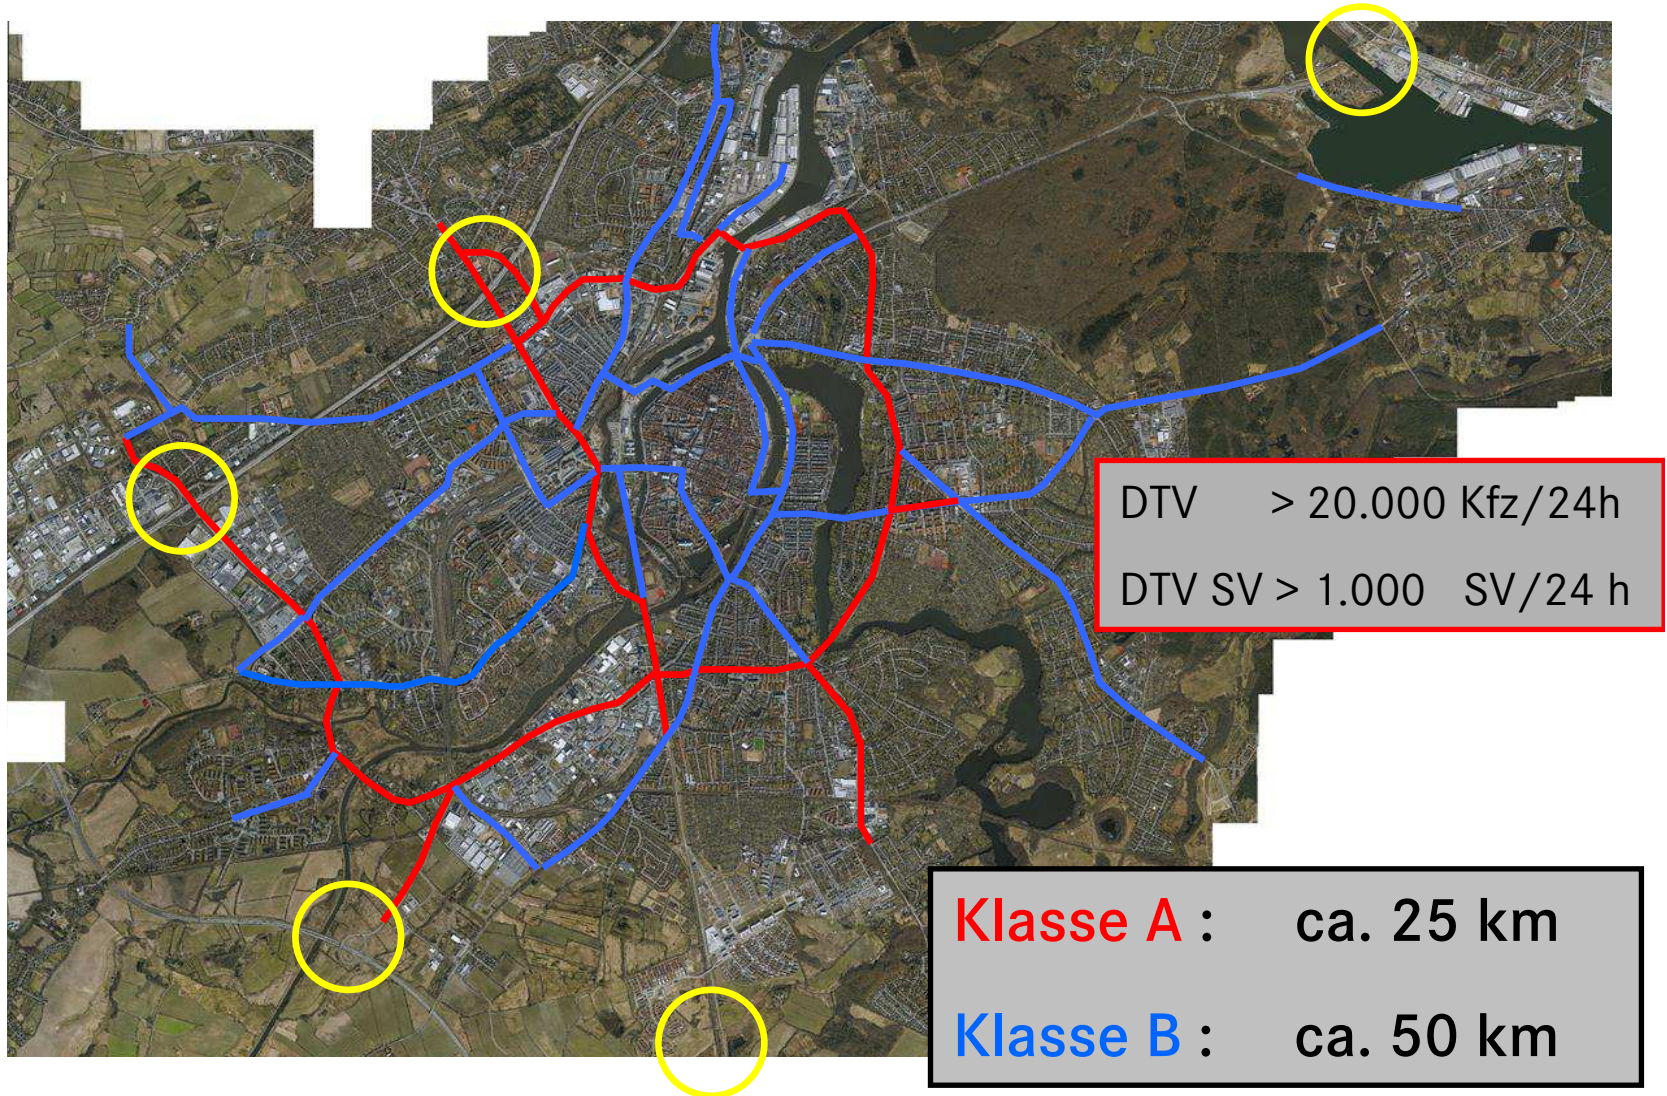 DTV > 20.000 Kfz/24h
DTV SV > 1.000 SV/24 h
Klasse A : ca. 25 km
Klasse B : ca. 50 km